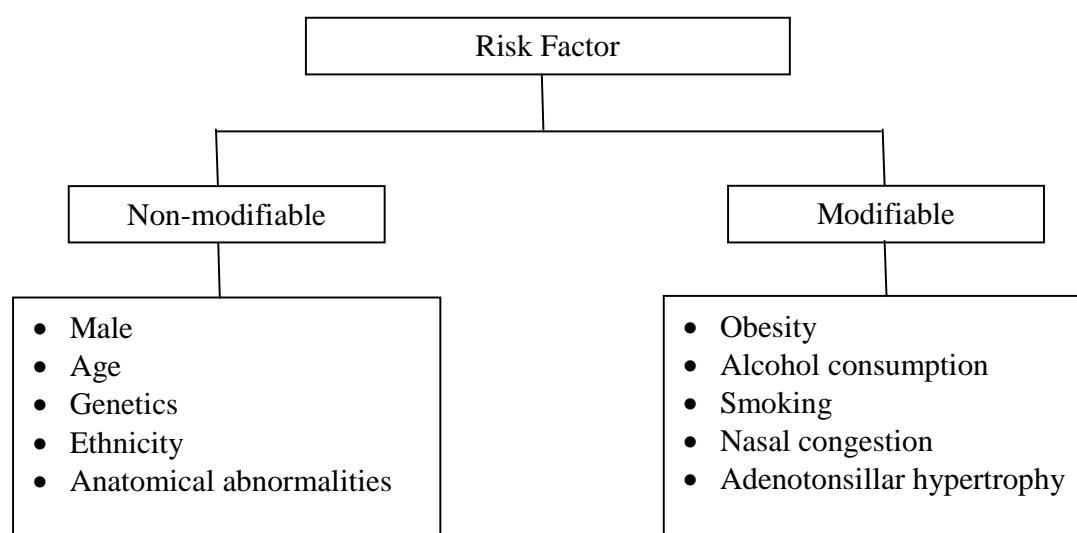 Risk Factor
Non-modifiable
Modifiable
• Male
• Age
• Genetics
• Ethnicity
• Anatomical abnormalities
• Obesity
• Alcohol consumption
• Smoking
• Nasal congestion
• Adenotonsillar hypertrophy